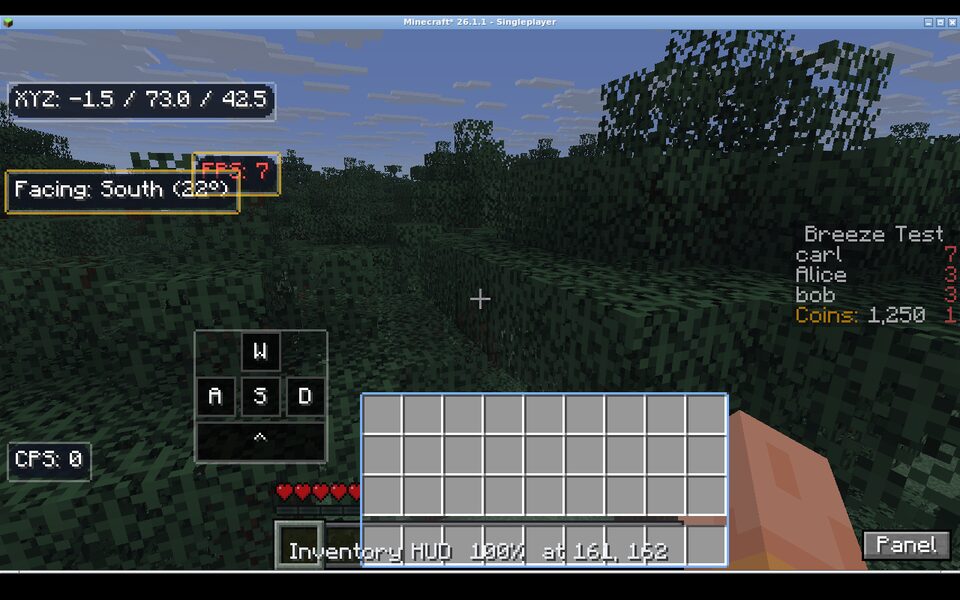 Minecraft* 26.1.1 - Singleplayer
XYZ: -1.5 / 73.0 / 42.5
FPS: 7
Facing: South (22°)
Breeze Test
carl 7
Alice 3
bob 3
Coins: 1,250 1
W
A S D
^
CPS: 0
Inventory HUD 100% at 161, 152
Panel